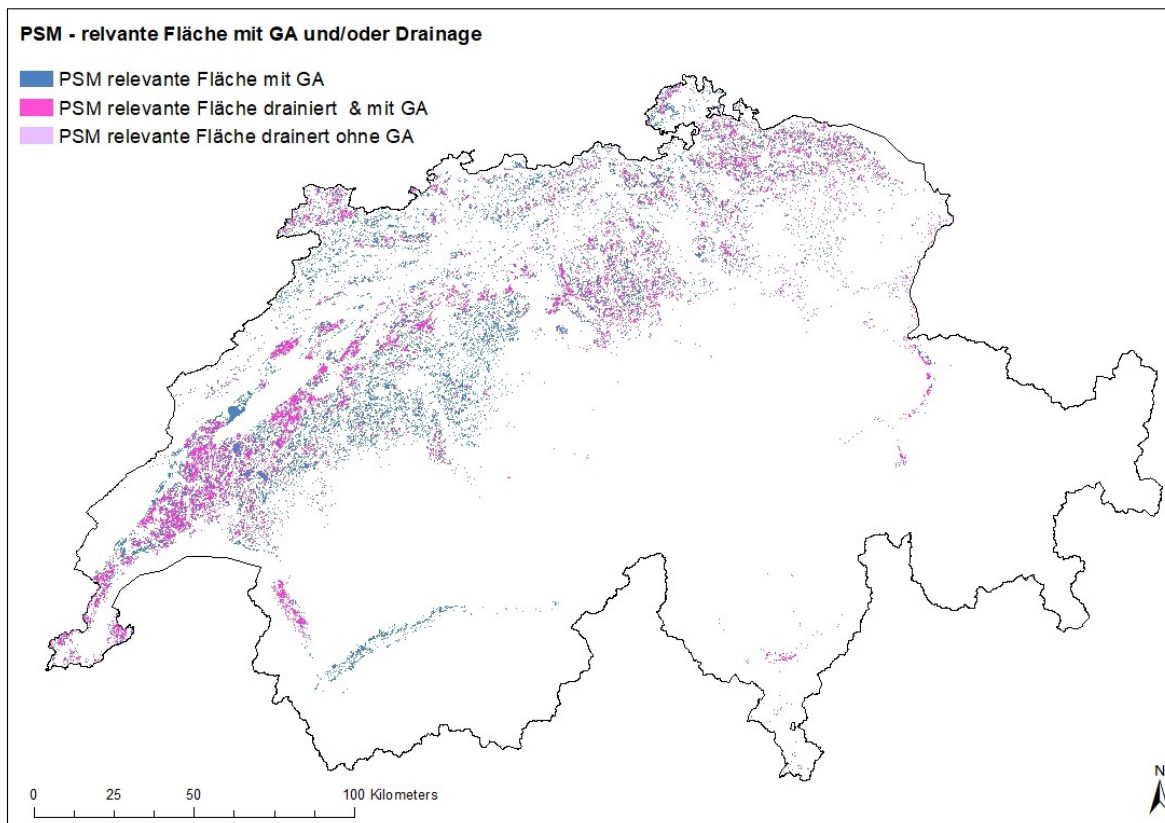 PSM - relvante Fläche mit GA und/oder Drainage
PSM relevante Fläche mit GA
PSM relevante Fläche drainiert & mit GA
PSM relevante Fläche drainert ohne GA
0 25 50 100 Kilometers
N